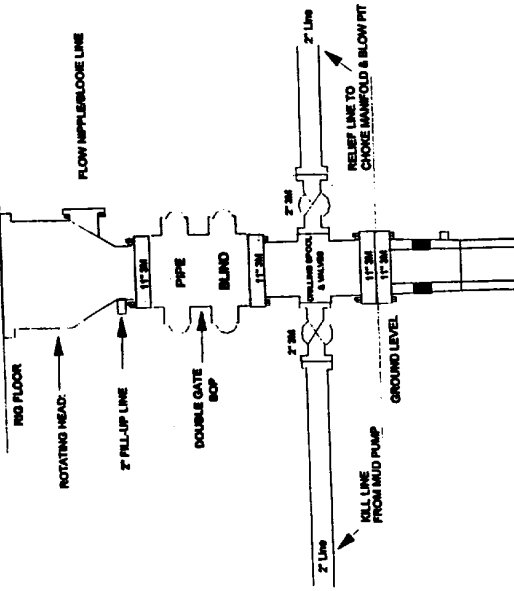 RIG FLOOR
ROTATING HEAD:
FLOW NIPPLE/BLOOIE LINE
2" FILL-UP LINE
11" 3M
PIPE
DOUBLE GATE
BOP
BLIND
11" 3M
2" 3M
2" 3M
DRILLING SPOOL
& VALVES
2" Line
2" Line
RELIEF LINE TO
CHOKE MANIFOLD & BLOW PIT
KILL LINE
FROM MUD PUMP
11" 3M
11" 3M
GROUND LEVEL